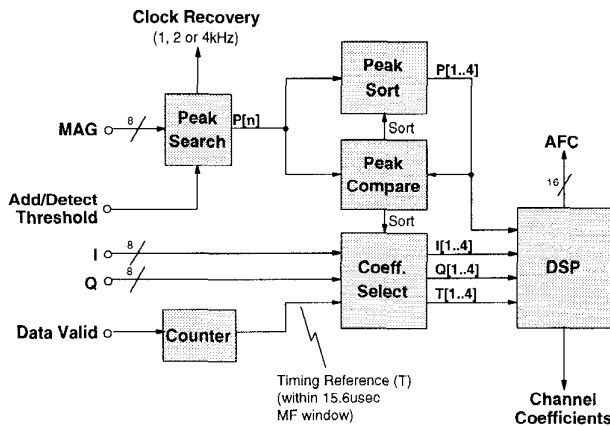 Clock Recovery
(1, 2 or 4kHz)
Peak
Sort
P[1..4]
MAG
8
Peak
Search
P[n]
Sort
AFC
16
Peak
Compare
Add/Detect
Threshold
Sort
I
8
Q
8
Coeff.
Select
I[1..4]
Q[1..4]
T[1..4]
DSP
Data Valid
Counter
Timing Reference (T)
(within 15.6usec
MF window)
Channel
Coefficients